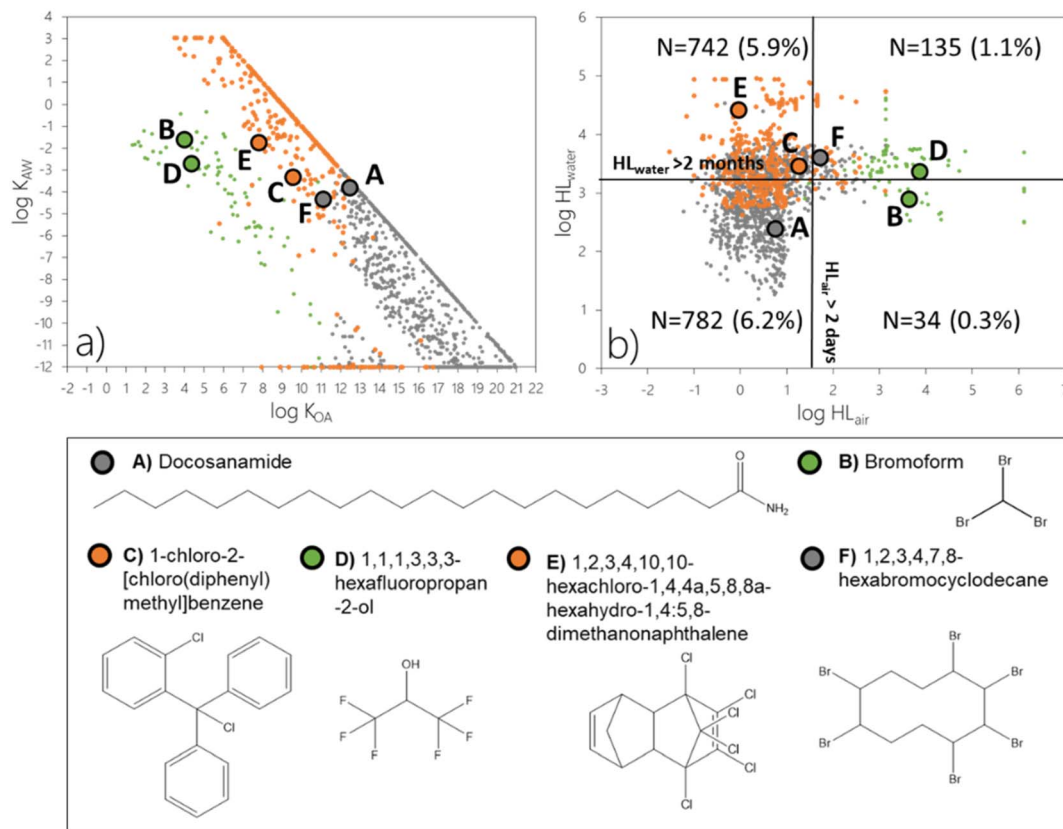 4
3
2
1
0
-1
-2
-3
-4
-5
-6
-7
-8
-9
-10
-11
-12
log K_AW
B
D
E
C
F
A
a)
-2 -1 0 1 2 3 4 5 6 7 8 9 10 11 12 13 14 15 16 17 18 19 20 21 22
log K_OA
6
5
4
3
2
1
0
log HL_water
N=742 (5.9%)
N=135 (1.1%)
E
C
F
D
HL_water >2 months
B
A
HL_air > 2 days
N=782 (6.2%)
b)
N=34 (0.3%)
-3 -2 -1 0 1 2 3 4 5 6 7
log HL_air
A) Docosanamide
O
NH2
B) Bromoform
Br
Br
Br
C) 1-chloro-2-
[chloro(diphenyl)
methyl]benzene
Cl
Cl
D) 1,1,1,3,3,3-
hexafluoropropan
-2-ol
OH
F
F
F
F
F
F
E) 1,2,3,4,10,10-
hexachloro-1,4,4a,5,8,8a-
hexahydro-1,4:5,8-
dimethanonaphthalene
Cl
Cl
Cl
Cl
Cl
Cl
F) 1,2,3,4,7,8-
hexabromocyclodecane
Br
Br
Br
Br
Br
Br